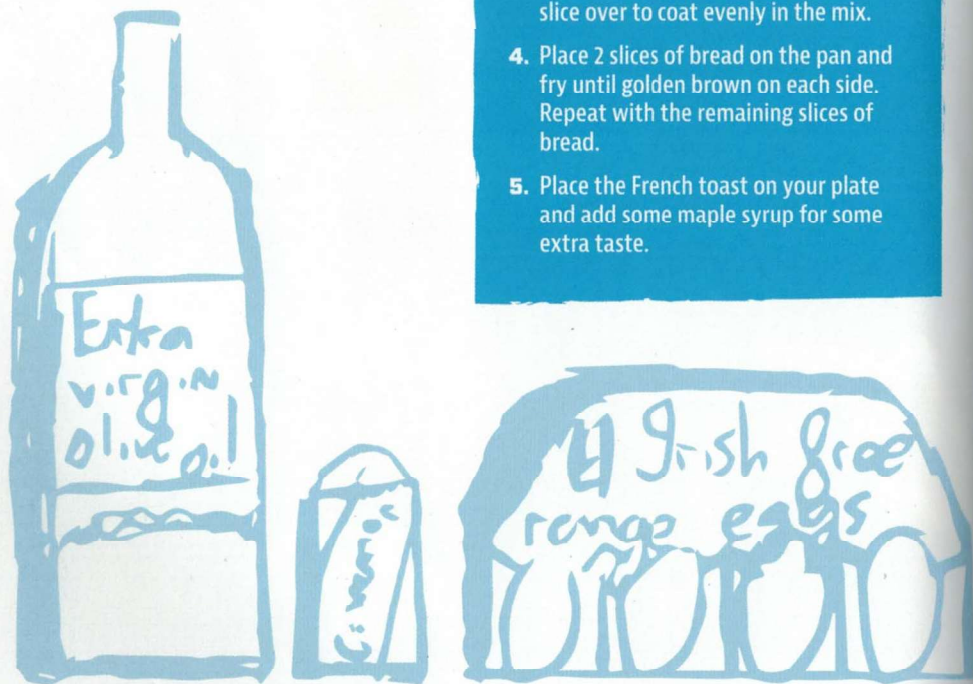 slice over to coat evenly in the mix.
4. Place 2 slices of bread on the pan and
fry until golden brown on each side.
Repeat with the remaining slices of
bread.
5. Place the French toast on your plate
and add some maple syrup for some
extra taste.
Extra
virgin
olive oil
4 Irish free
range eggs